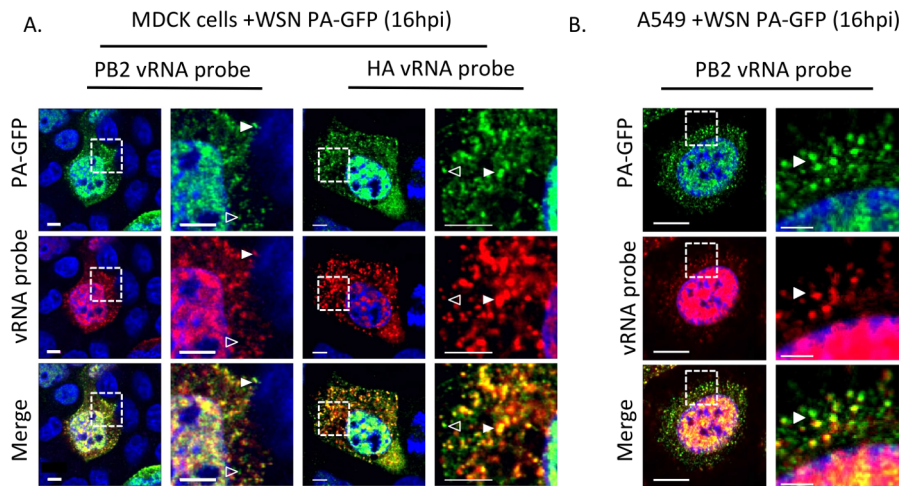 A.
MDCK cells +WSN PA-GFP (16hpi)
PB2 vRNA probe
HA vRNA probe
PA-GFP
vRNA probe
Merge
B.
A549 +WSN PA-GFP (16hpi)
PB2 vRNA probe
PA-GFP
vRNA probe
Merge